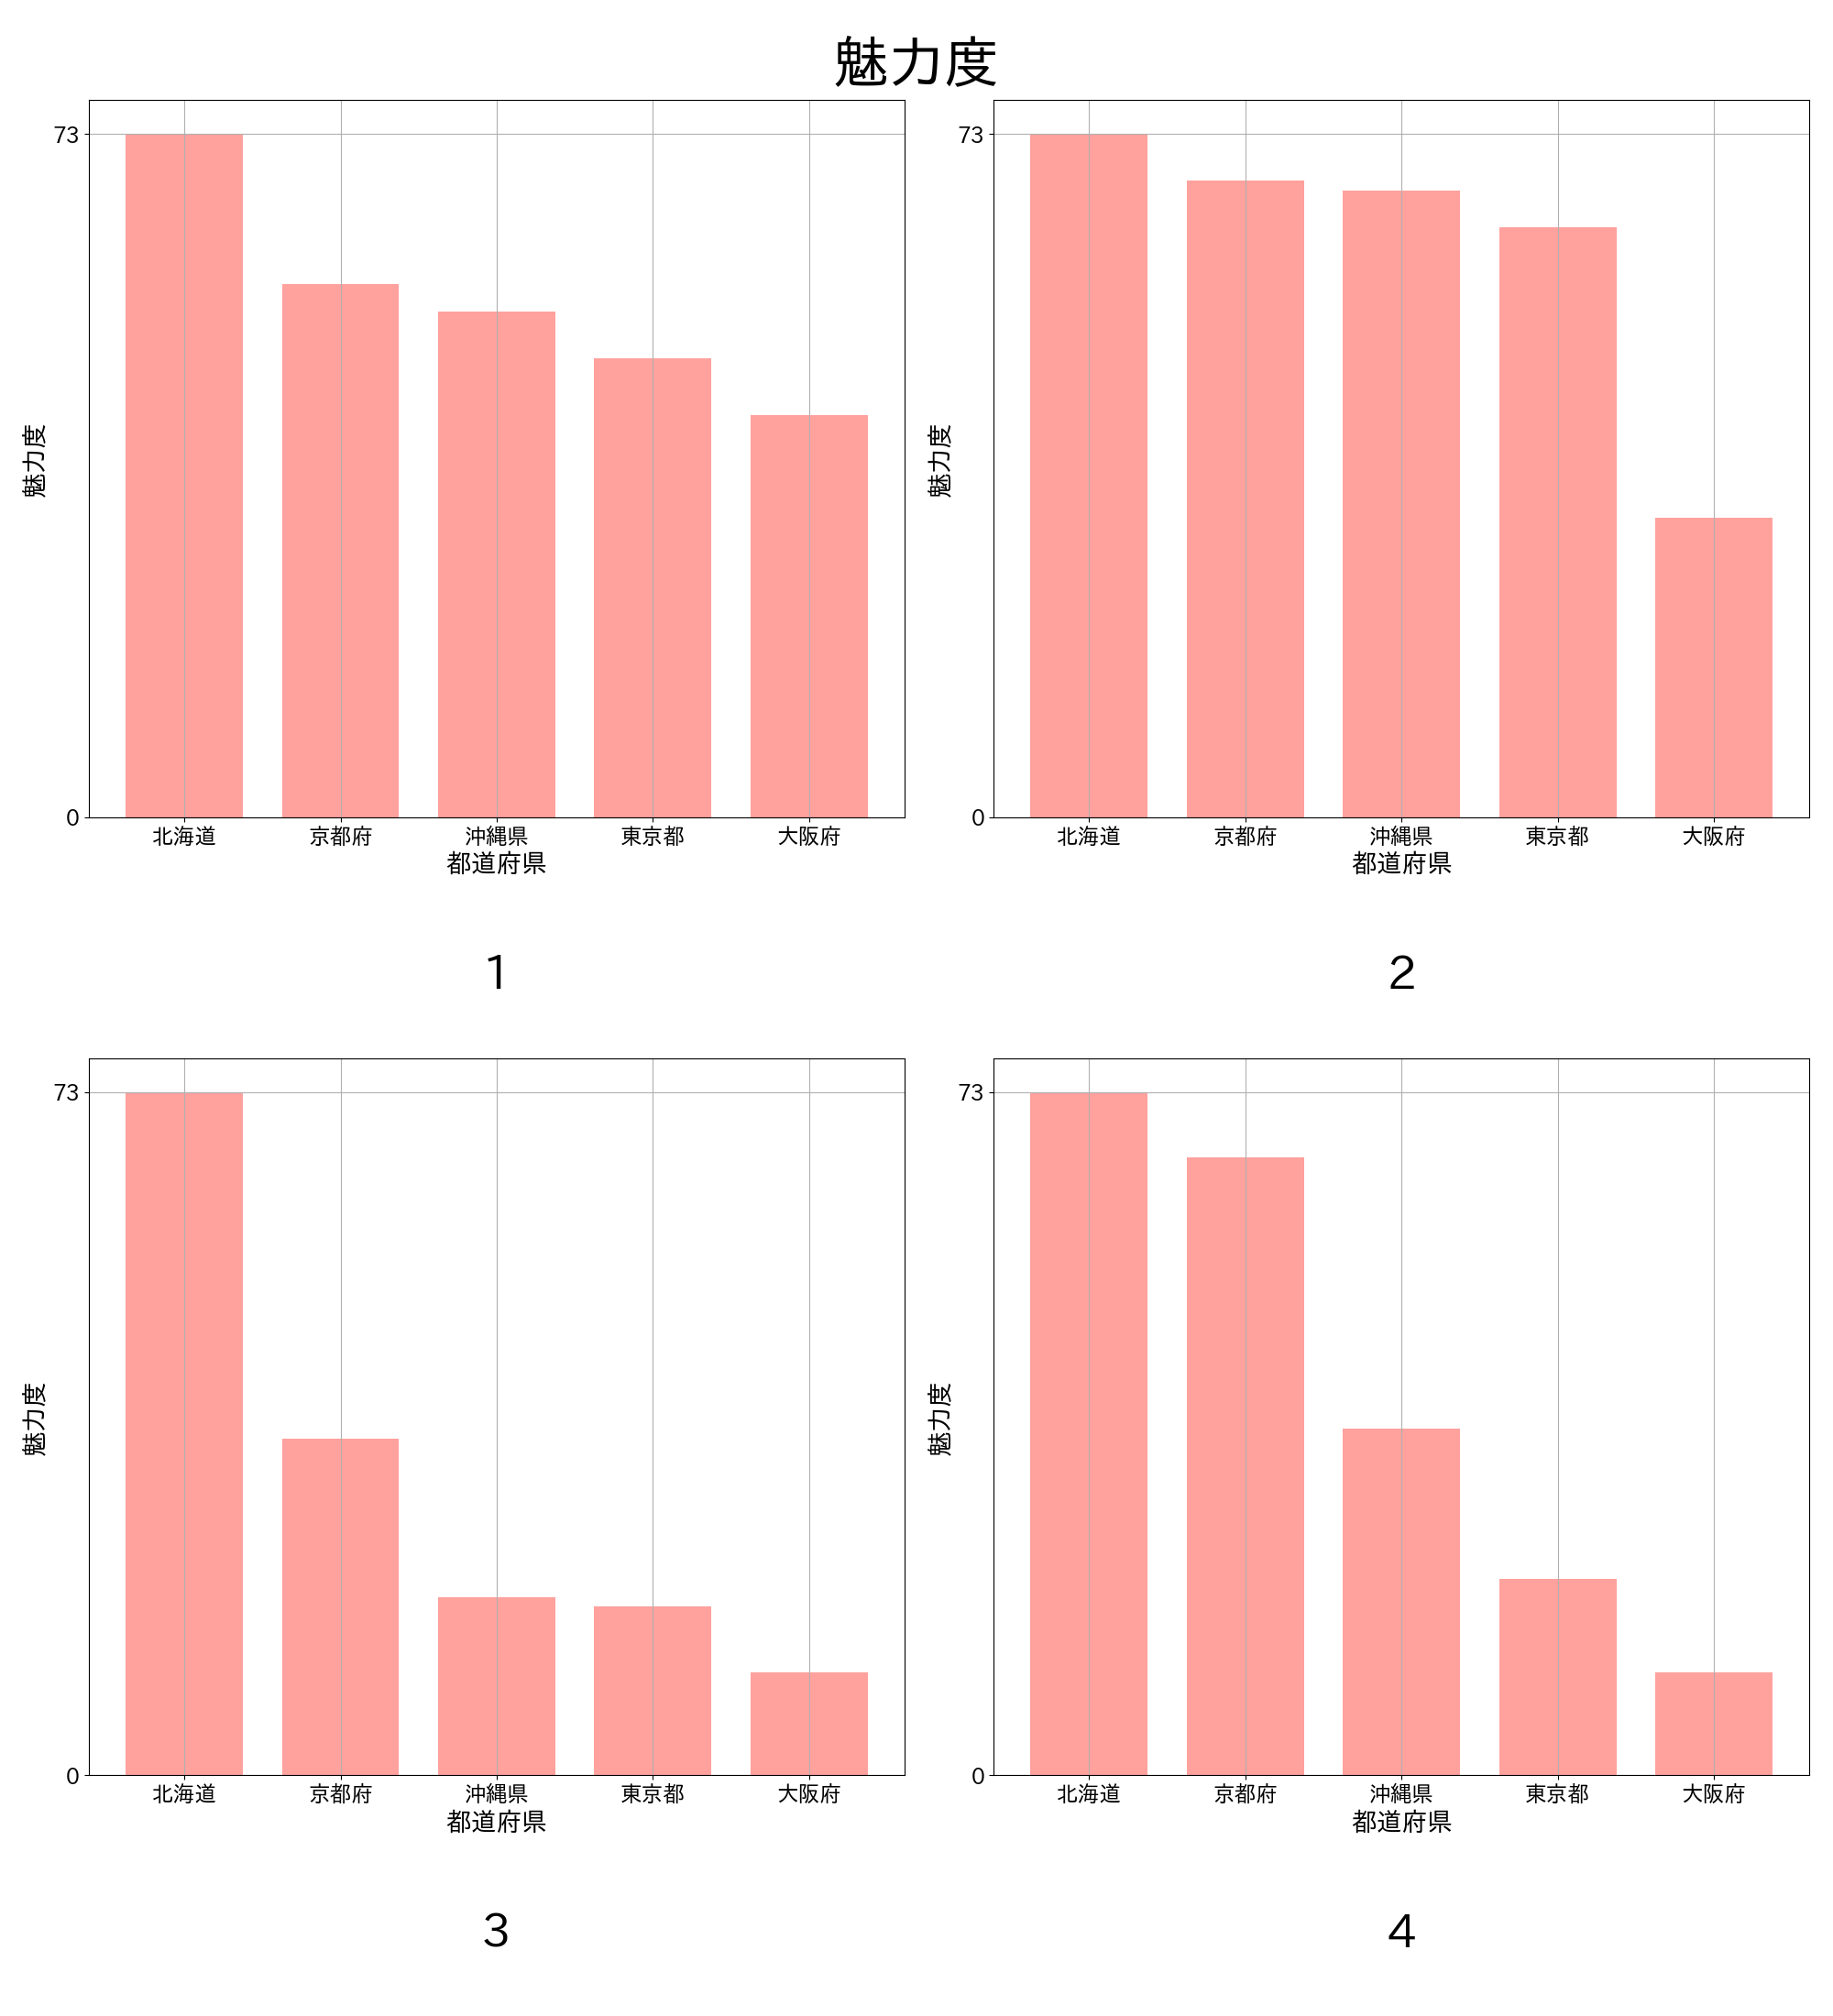 魅力度
73
0
魅力度
北海道 京都府 沖縄県 東京都 大阪府
都道府県
1
73
0
魅力度
北海道 京都府 沖縄県 東京都 大阪府
都道府県
2
73
0
魅力度
北海道 京都府 沖縄県 東京都 大阪府
都道府県
3
73
0
魅力度
北海道 京都府 沖縄県 東京都 大阪府
都道府県
4